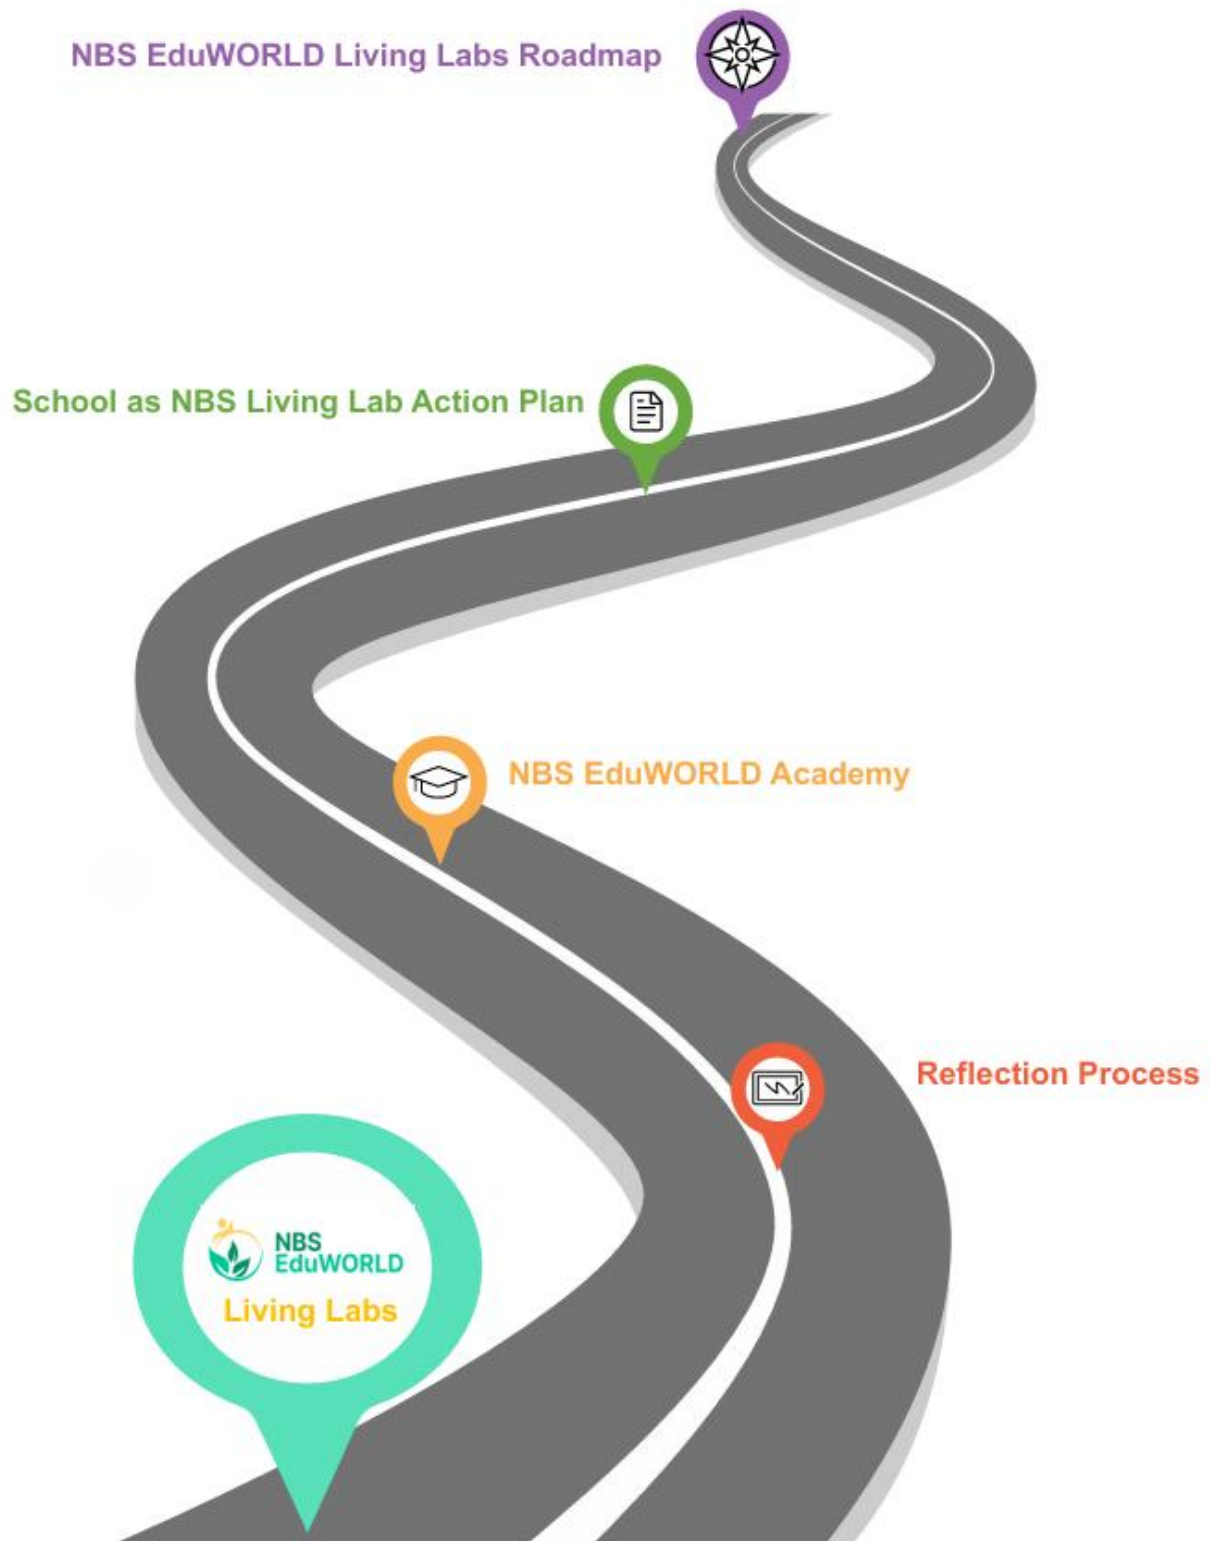 NBS EduWORLD Living Labs Roadmap
School as NBS Living Lab Action Plan
NBS EduWORLD Academy
Reflection Process
NBS
EduWORLD
Living Labs